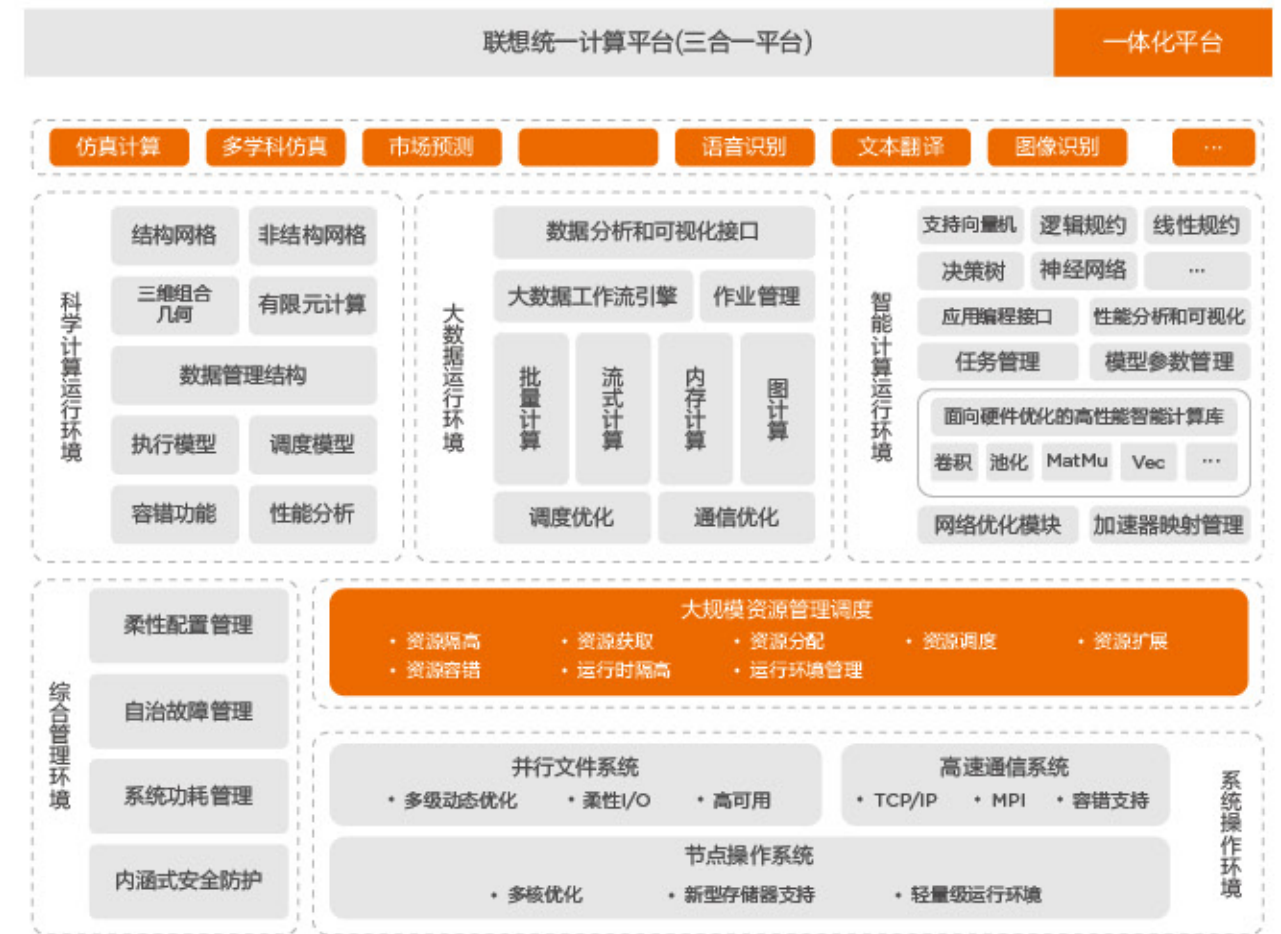 联想统一计算平台(三合一平台)
一体化平台
仿真计算
多学科仿真
市场预测
语音识别
文本翻译
图像识别
...
科学计算运行环境
结构网格
非结构网格
三维组合
几何
有限元计算
数据管理结构
执行模型
调度模型
容错功能
性能分析
大数据运行环境
数据分析和可视化接口
大数据工作流引擎
作业管理
批量计算
流式计算
内存计算
图计算
调度优化
通信优化
智能计算运行环境
支持向量机
逻辑规约
线性规约
决策树
神经网络
...
应用编程接口
性能分析和可视化
任务管理
模型参数管理
面向硬件优化的高性能智能计算库
卷积
池化
MatMu
Vec
...
网络优化模块
加速器映射管理
综合管理环境
柔性配置管理
自治故障管理
系统功耗管理
内涵式安全防护
大规模资源管理调度
• 资源隔高
• 资源获取
• 资源分配
• 资源调度
• 资源扩展
• 资源容错
• 运行时隔高
• 运行环境管理
并行文件系统
• 多级动态优化
• 柔性I/O
• 高可用
高速通信系统
• TCP/IP
• MPI
• 容错支持
节点操作系统
• 多核优化
• 新型存储器支持
• 轻量级运行环境
系统操作环境